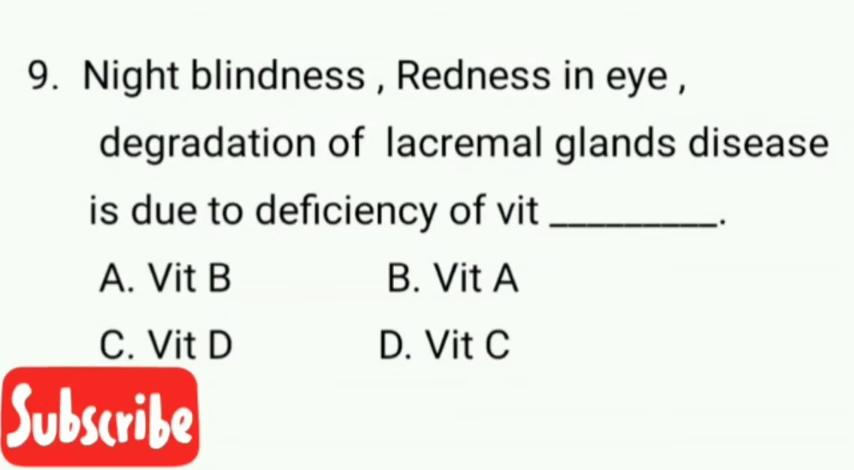 9. Night blindness , Redness in eye ,
degradation of lacremal glands disease
is due to deficiency of vit _________.
A. Vit B B. Vit A
C. Vit D D. Vit C
Subscribe